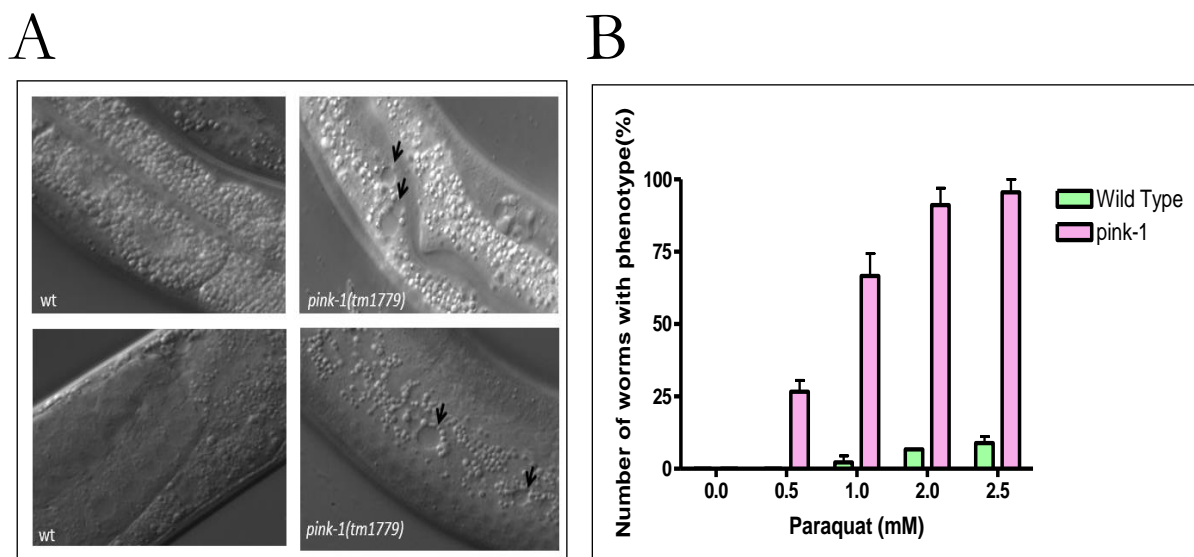 A
wt
pink-1(tm1779)
wt
pink-1(tm1779)
B
Number of worms with phenotype(%)
100
75
50
25
0
0.0 0.5 1.0 2.0 2.5
Paraquat (mM)
Wild Type
pink-1